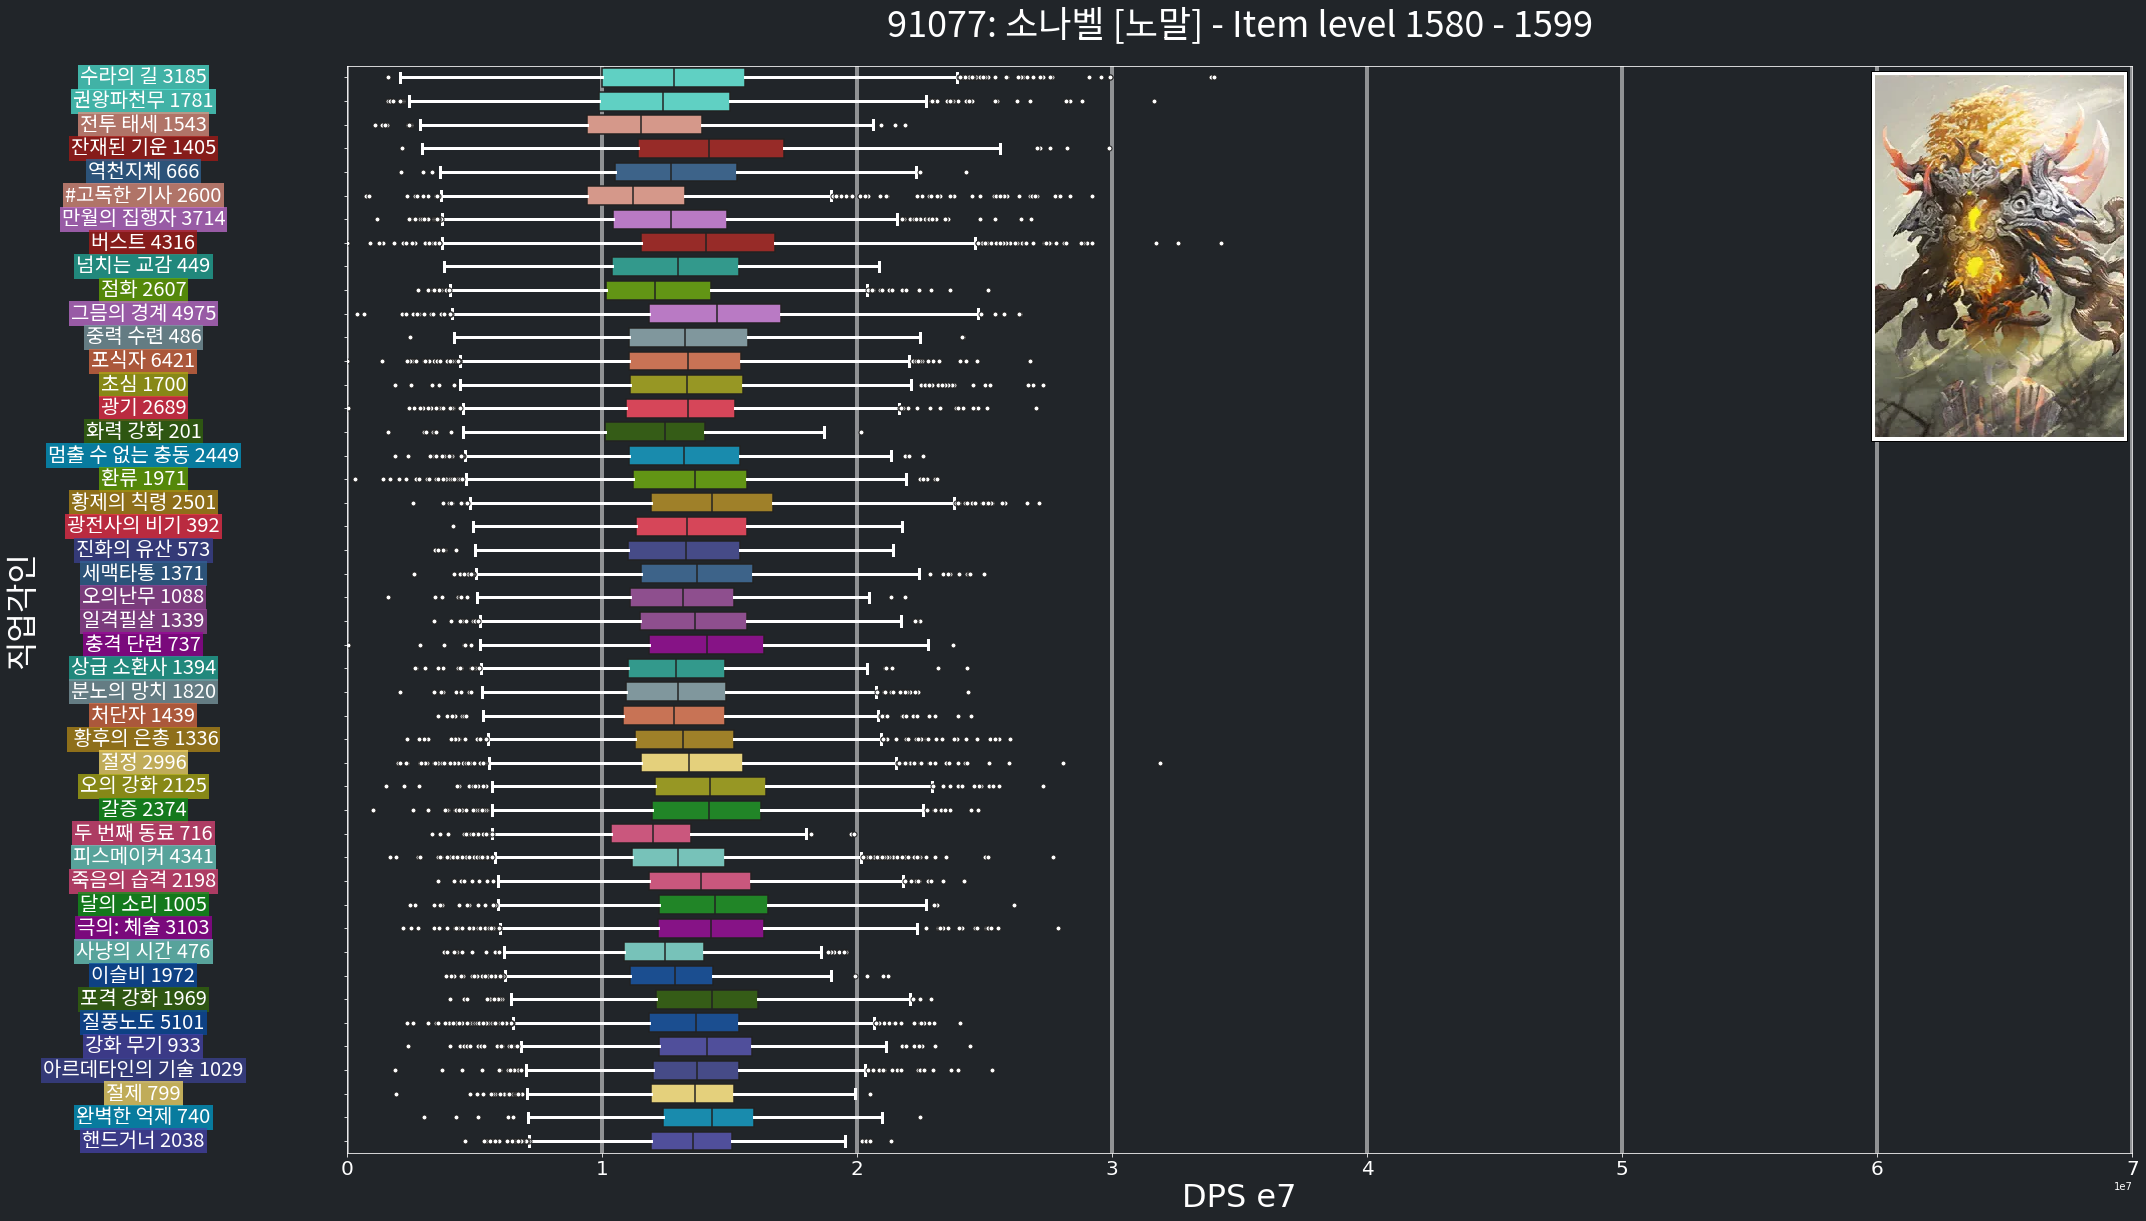 91077: 소나벨 [노말] - Item level 1580 - 1599
직업각인
수라의 길 3185
권왕파천무 1781
전투 태세 1543
잔재된 기운 1405
역천지체 666
#고독한 기사 2600
만월의 집행자 3714
버스트 4316
넘치는 교감 449
점화 2607
그믐의 경계 4975
중력 수련 486
포식자 6421
초심 1700
광기 2689
화력 강화 201
멈출 수 없는 충동 2449
환류 1971
황제의 칙령 2501
광전사의 비기 392
진화의 유산 573
세맥타통 1371
오의난무 1088
일격필살 1339
충격 단련 737
상급 소환사 1394
분노의 망치 1820
처단자 1439
황후의 은총 1336
절정 2996
오의 강화 2125
갈증 2374
두 번째 동료 716
피스메이커 4341
죽음의 습격 2198
달의 소리 1005
극의: 체술 3103
사냥의 시간 476
이슬비 1972
포격 강화 1969
질풍노도 5101
강화 무기 933
아르데타인의 기술 1029
절제 799
완벽한 억제 740
핸드거너 2038
0 1 2 3 4 5 6 7
1e7
DPS e7